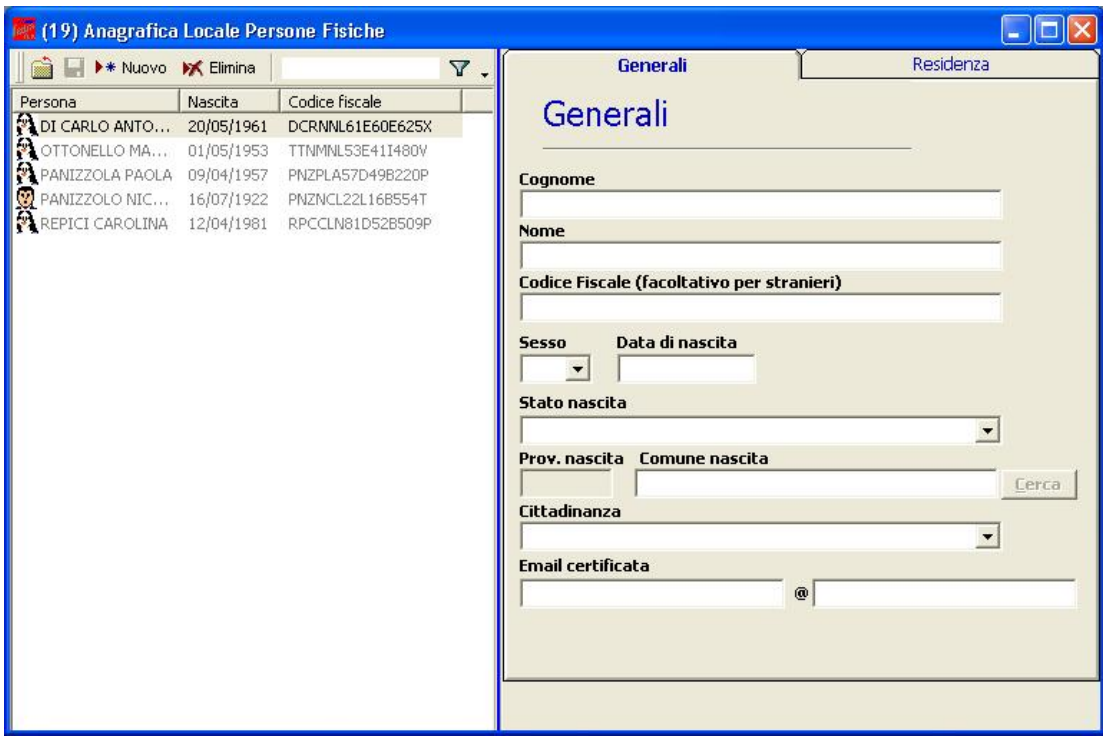 (19) Anagrafica Locale Persone Fisiche
Nuovo Elimina
Persona Nascita Codice fiscale
DI CARLO ANTO... 20/05/1961 DCRNNL61E60E625X
OTTONELLO MA... 01/05/1953 TTNMNL53E41I480V
PANIZZOLA PAOLA 09/04/1957 PNZPLA57D49B220P
PANIZZOLO NIC... 16/07/1922 PNZNCL22L16B554T
REPICI CAROLINA 12/04/1981 RPCCLN81D52B509P
Generali Residenza
Generali
Cognome
Nome
Codice Fiscale (facoltativo per stranieri)
Sesso Data di nascita
Stato nascita
Prov. nascita Comune nascita
Cerca
Cittadinanza
Email certificata
@